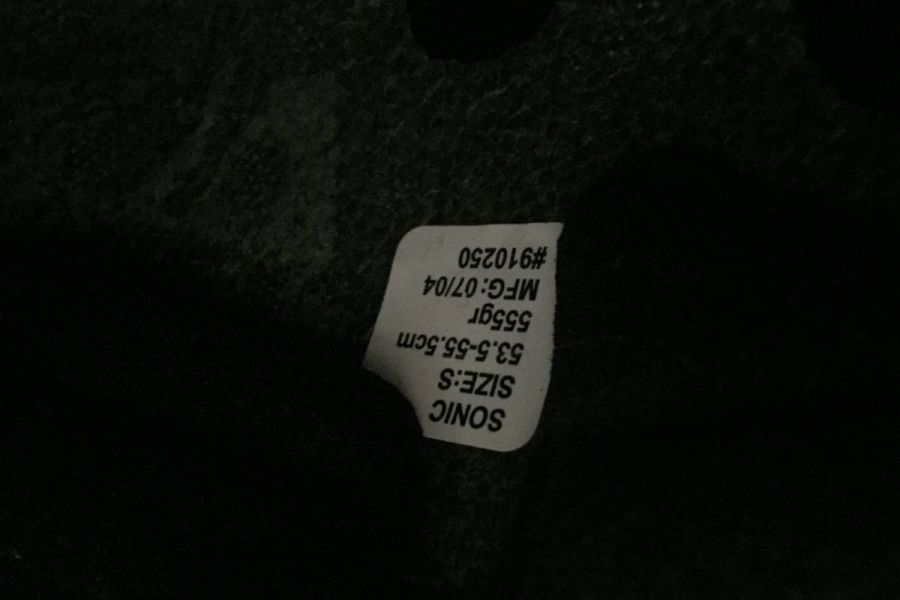 SONIC
SIZE:S
53.5-55.5cm
555gr
MFG: 07/04
#910250